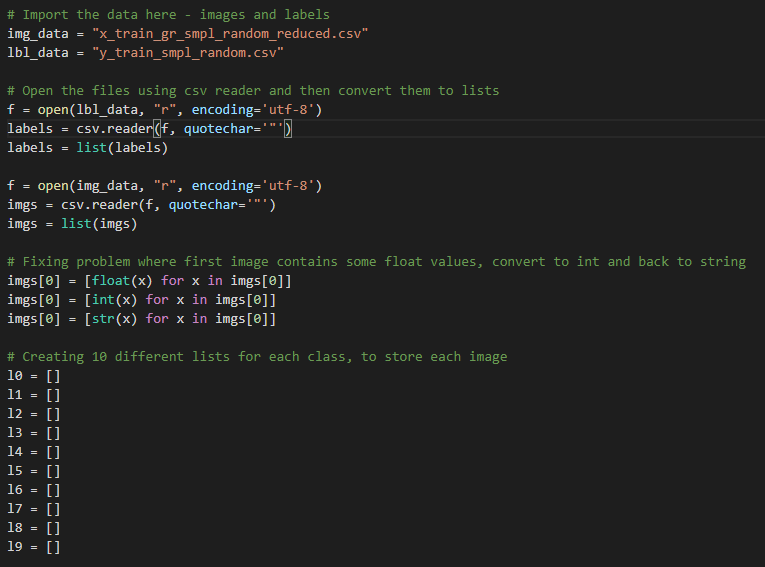 # Import the data here - images and labels
img_data = "x_train_gr_smpl_random_reduced.csv"
lbl_data = "y_train_smpl_random.csv"
# Open the files using csv reader and then convert them to lists
f = open(lbl_data, "r", encoding='utf-8')
labels = csv.reader(f, quotechar='"')
labels = list(labels)
f = open(img_data, "r", encoding='utf-8')
imgs = csv.reader(f, quotechar='"')
imgs = list(imgs)
# Fixing problem where first image contains some float values, convert to int and back to string
imgs[0] = [float(x) for x in imgs[0]]
imgs[0] = [int(x) for x in imgs[0]]
imgs[0] = [str(x) for x in imgs[0]]
# Creating 10 different lists for each class, to store each image
l0 = []
l1 = []
l2 = []
l3 = []
l4 = []
l5 = []
l6 = []
l7 = []
l8 = []
l9 = []